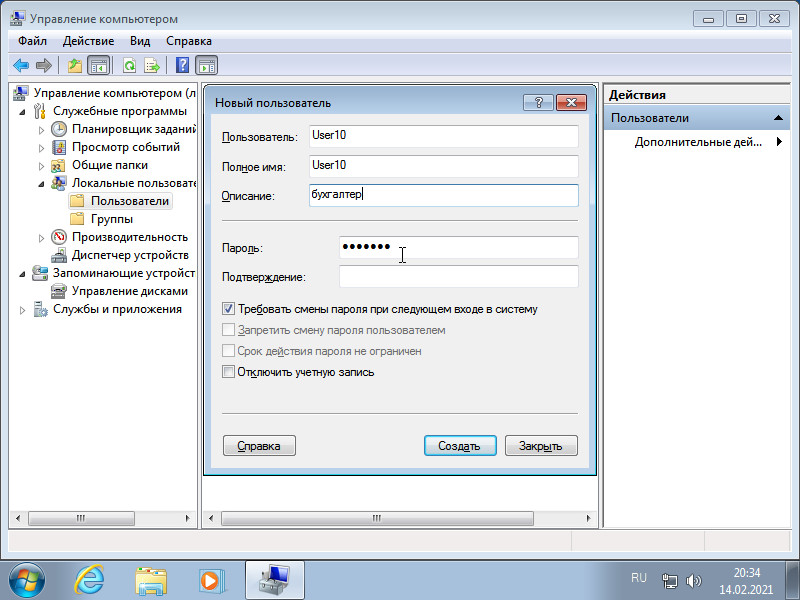 Управление компьютером
Файл Действие Вид Справка
Управление компьютером (л
Служебные программы
Планировщик заданий
Просмотр событий
Общие папки
Локальные пользовате
Пользователи
Группы
Производительность
Диспетчер устройств
Запоминающие устройст
Управление дисками
Службы и приложения
Новый пользователь
Пользователь: User10
Полное имя: User10
Описание: бухгалтер
Пароль: •••••••
Подтверждение:
Требовать смены пароля при следующем входе в систему
Запретить смену пароля пользователем
Срок действия пароля не ограничен
Отключить учетную запись
Справка Создать Закрыть
Действия
Пользователи
Дополнительные дей...
RU
20:34
14.02.2021